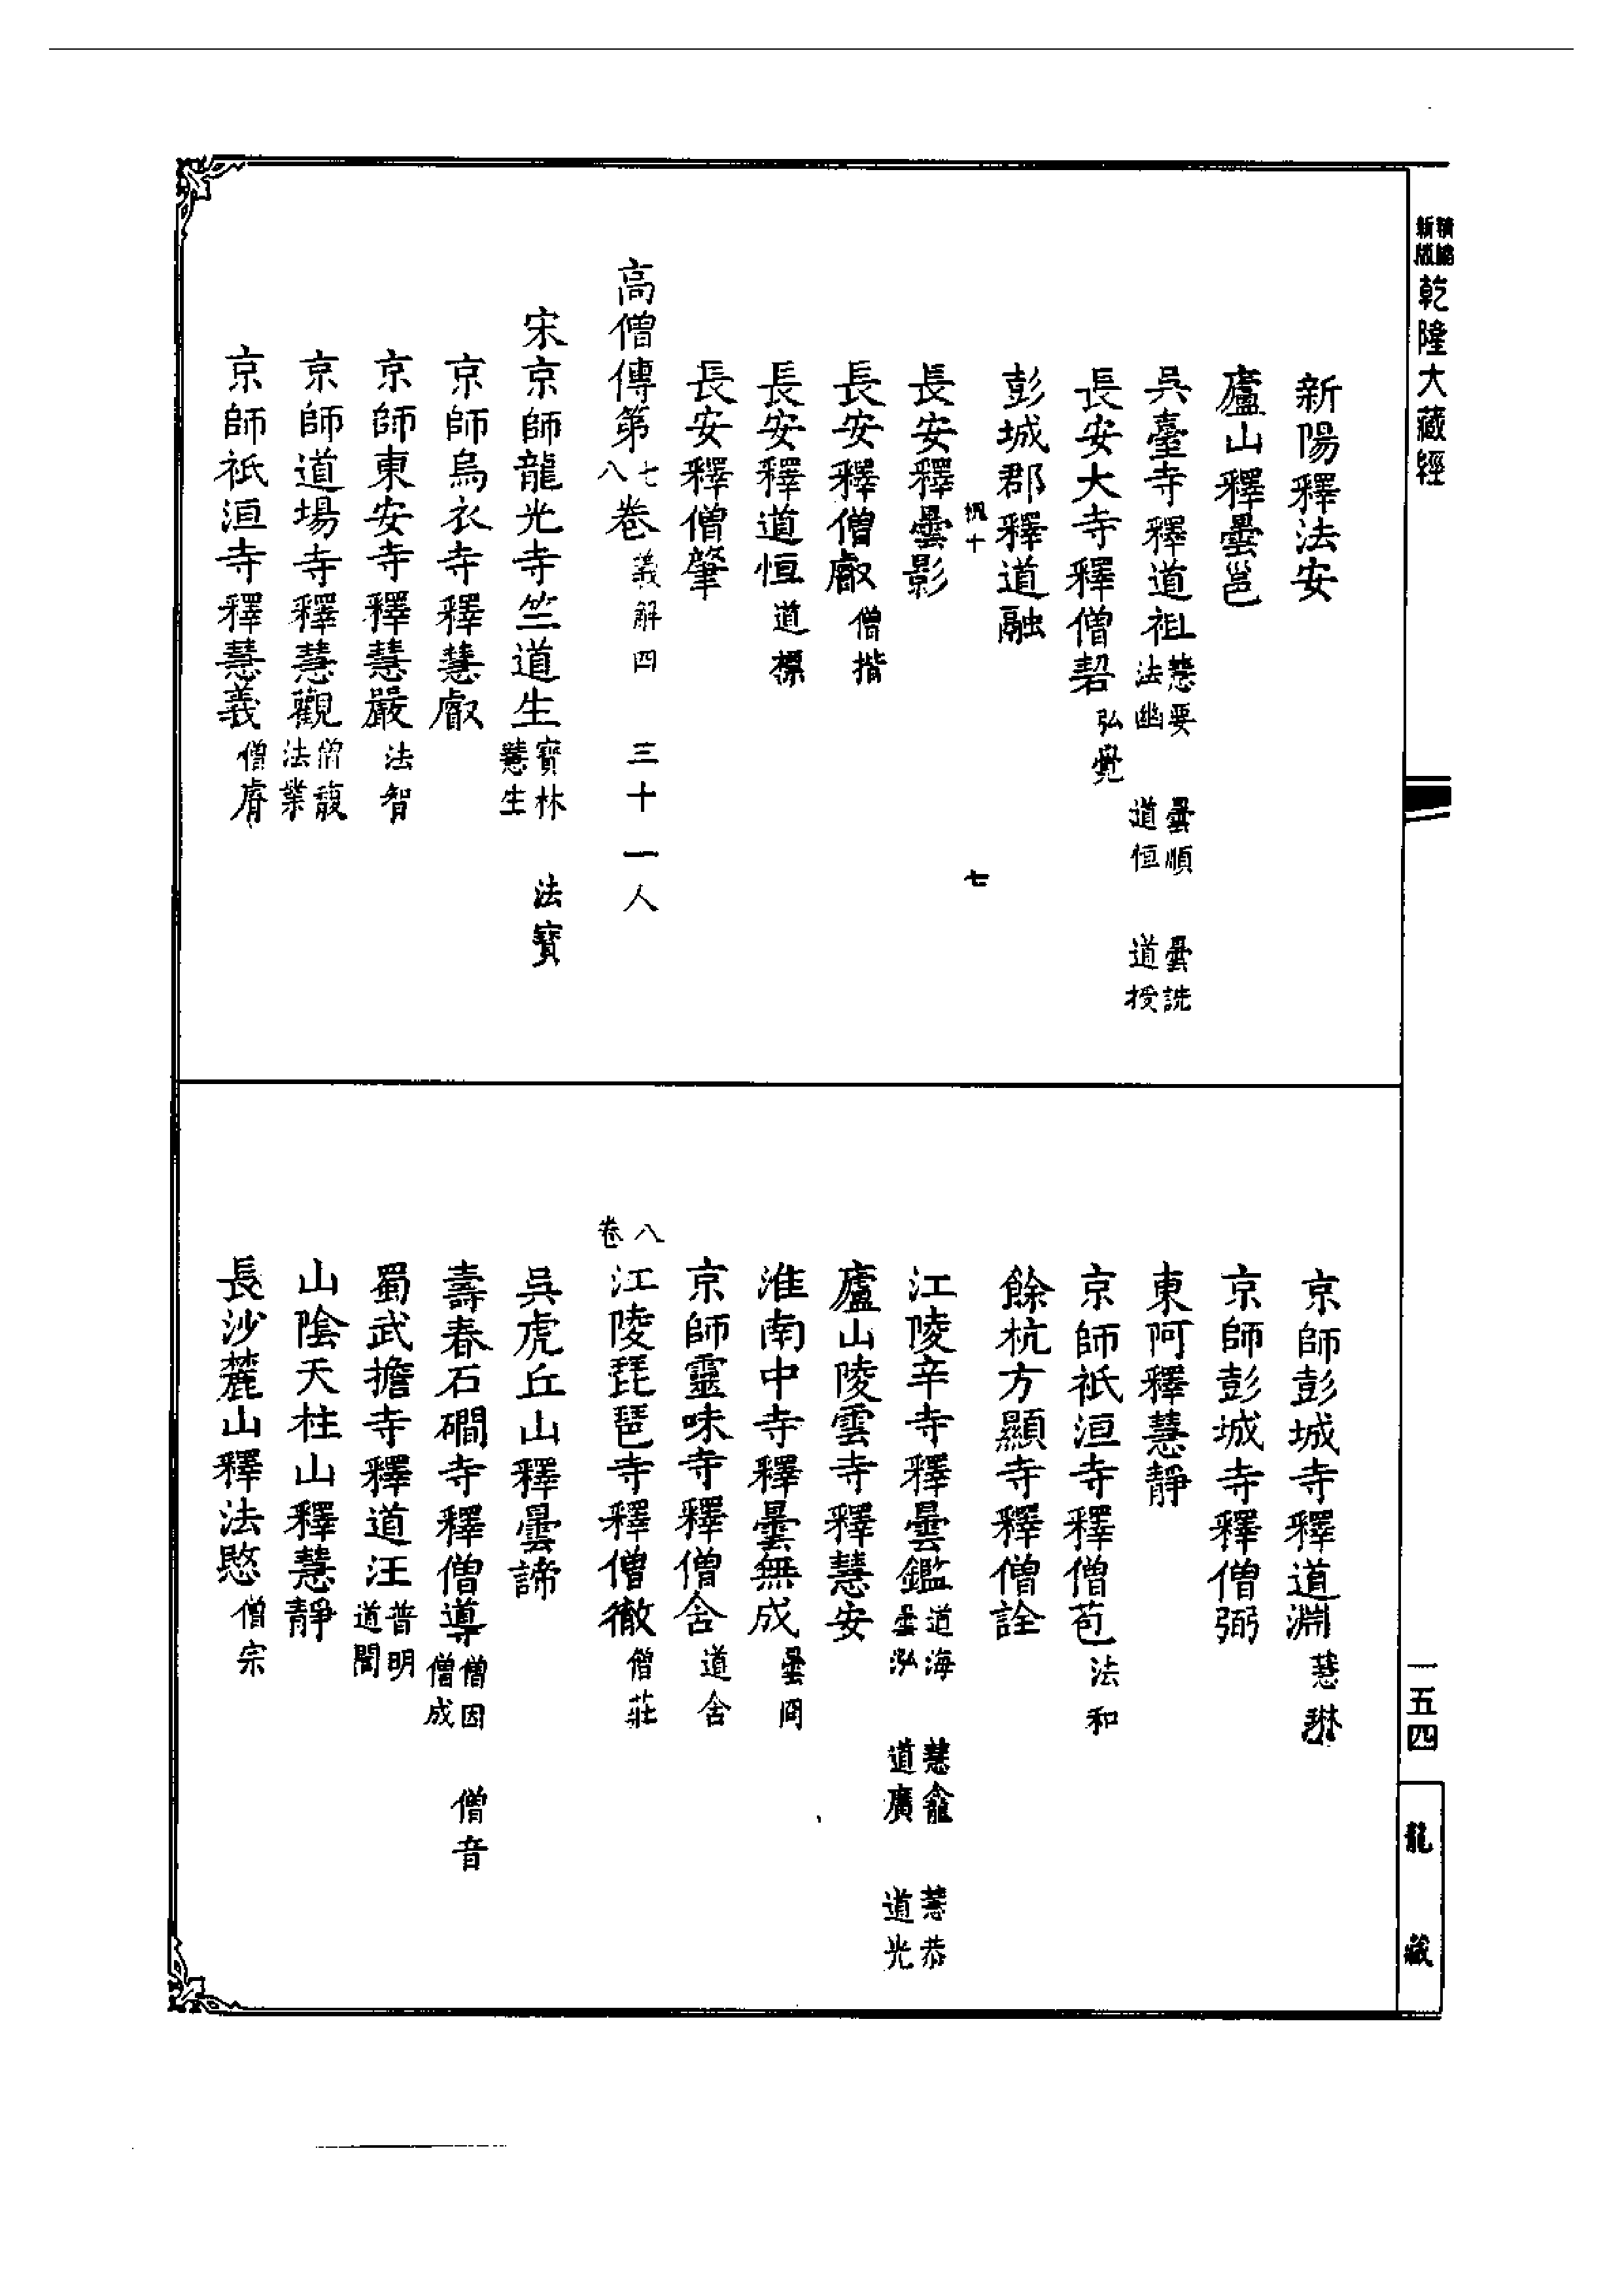 精編新版乾隆大藏經
新陽釋法安
廬山釋曇邕
吳臺寺釋道祖 慧要 法幽 曇順 道恒 曇詵 道授
長安大寺釋僧䂮 弘覺
彭城郡釋道融
七
長安釋曇影
長安釋僧叡 僧揩
長安釋道恒 道標
長安釋僧肇
高僧傳第七八卷 義解四 三十一人
宋京師龍光寺竺道生 寶林 慧生 法寶
京師烏衣寺釋慧叡
京師東安寺釋慧嚴 法智
京師道場寺釋慧觀 僧馥 法業
京師祇洹寺釋慧義 僧睿
京師彭城寺釋道淵 慧琳
京師彭城寺釋僧弼
東阿釋慧靜
京師祇洹寺釋僧苞 法和
餘杭方顯寺釋僧詮
江陵辛寺釋曇鑑 道海 曇泓 慧龕 道廣 慧恭 道光
廬山陵雲寺釋慧安
淮南中寺釋曇無成 曇冏
京師靈味寺釋僧含 道含
八卷
江陵琵琶寺釋僧徹 僧莊
吳虎丘山釋曇諦
壽春石磵寺釋僧導 僧因 僧成 僧音
蜀武擔寺釋道汪 普明 道誾
山陰天柱山釋慧靜
長沙麓山釋法愍 僧宗
一五四
龍藏